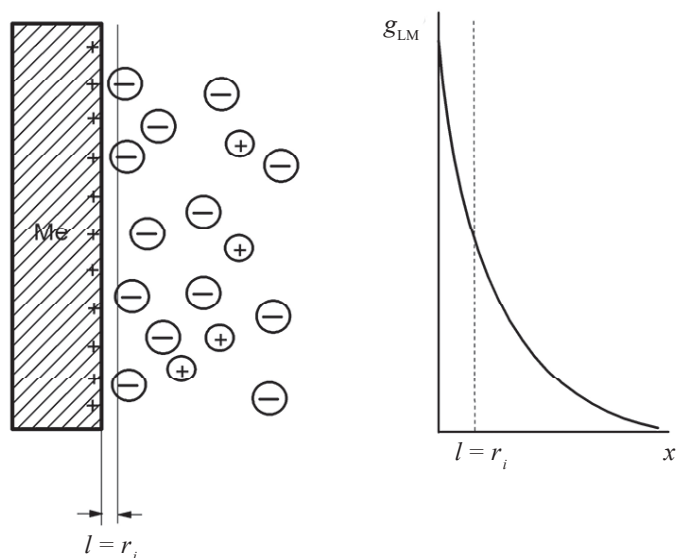 Me
l = r_i
g_LM
l = r_i
x